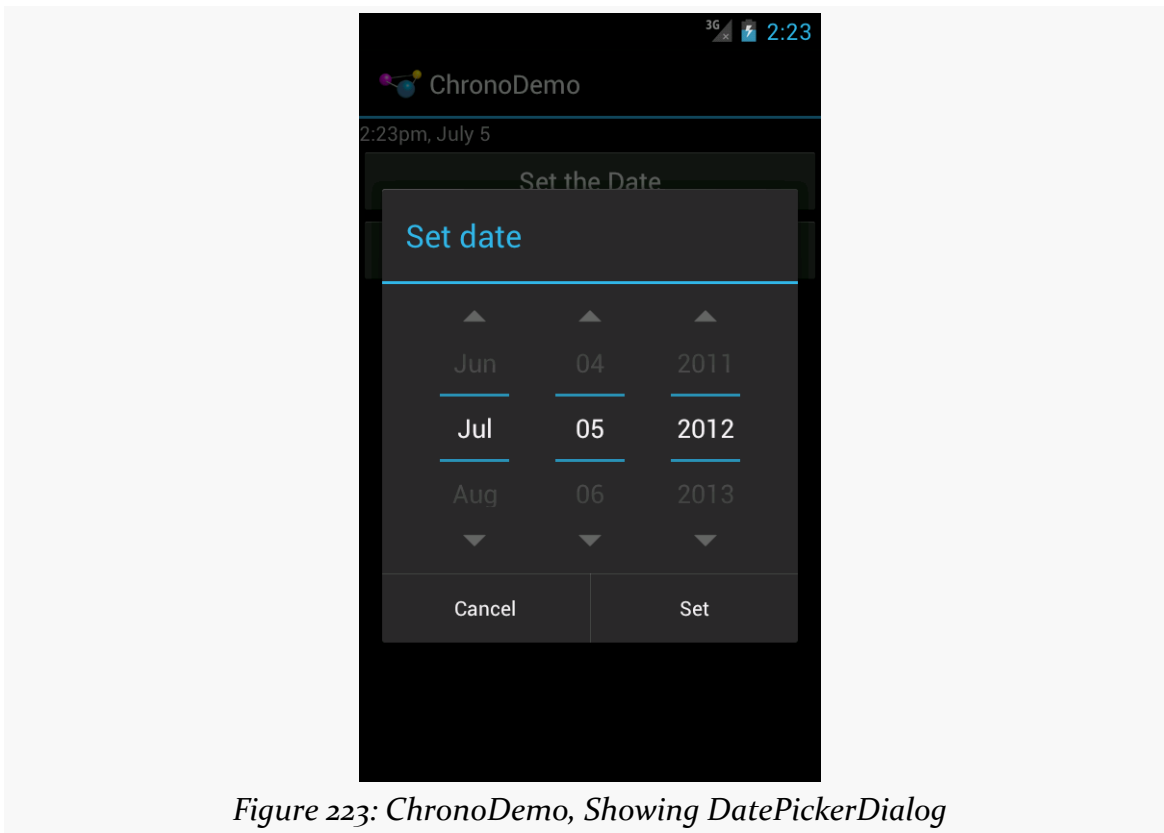 3G 2:23
ChronoDemo
2:23pm, July 5
Set the Date
Set date
Jun 04 2011
Jul 05 2012
Aug 06 2013
Cancel Set
Figure 223: ChronoDemo, Showing DatePickerDialog